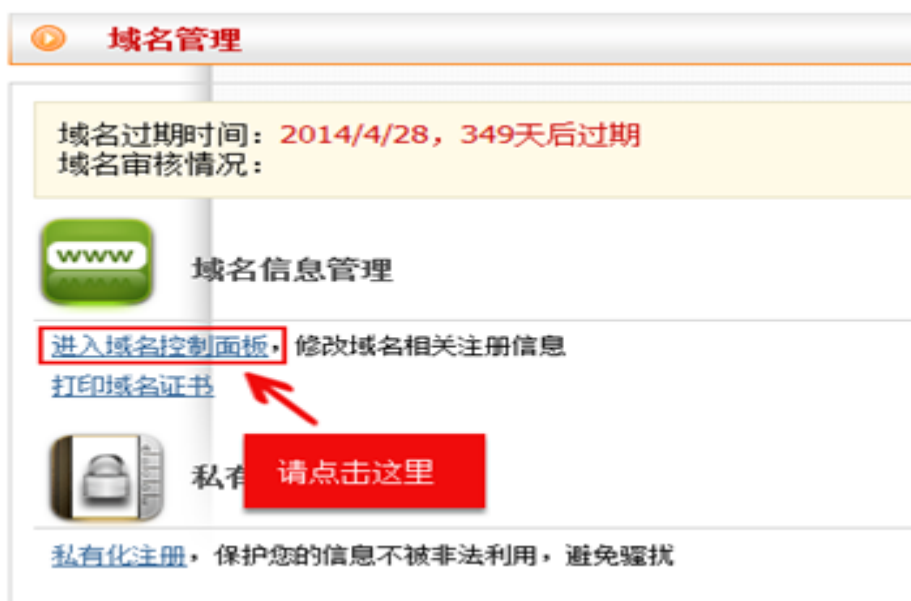 域名管理
域名过期时间：2014/4/28，349天后过期
域名审核情况：
www
域名信息管理
进入域名控制面板，修改域名相关注册信息
打印域名证书
私有
请点击这里
私有化注册，保护您的信息不被非法利用，避免骚扰